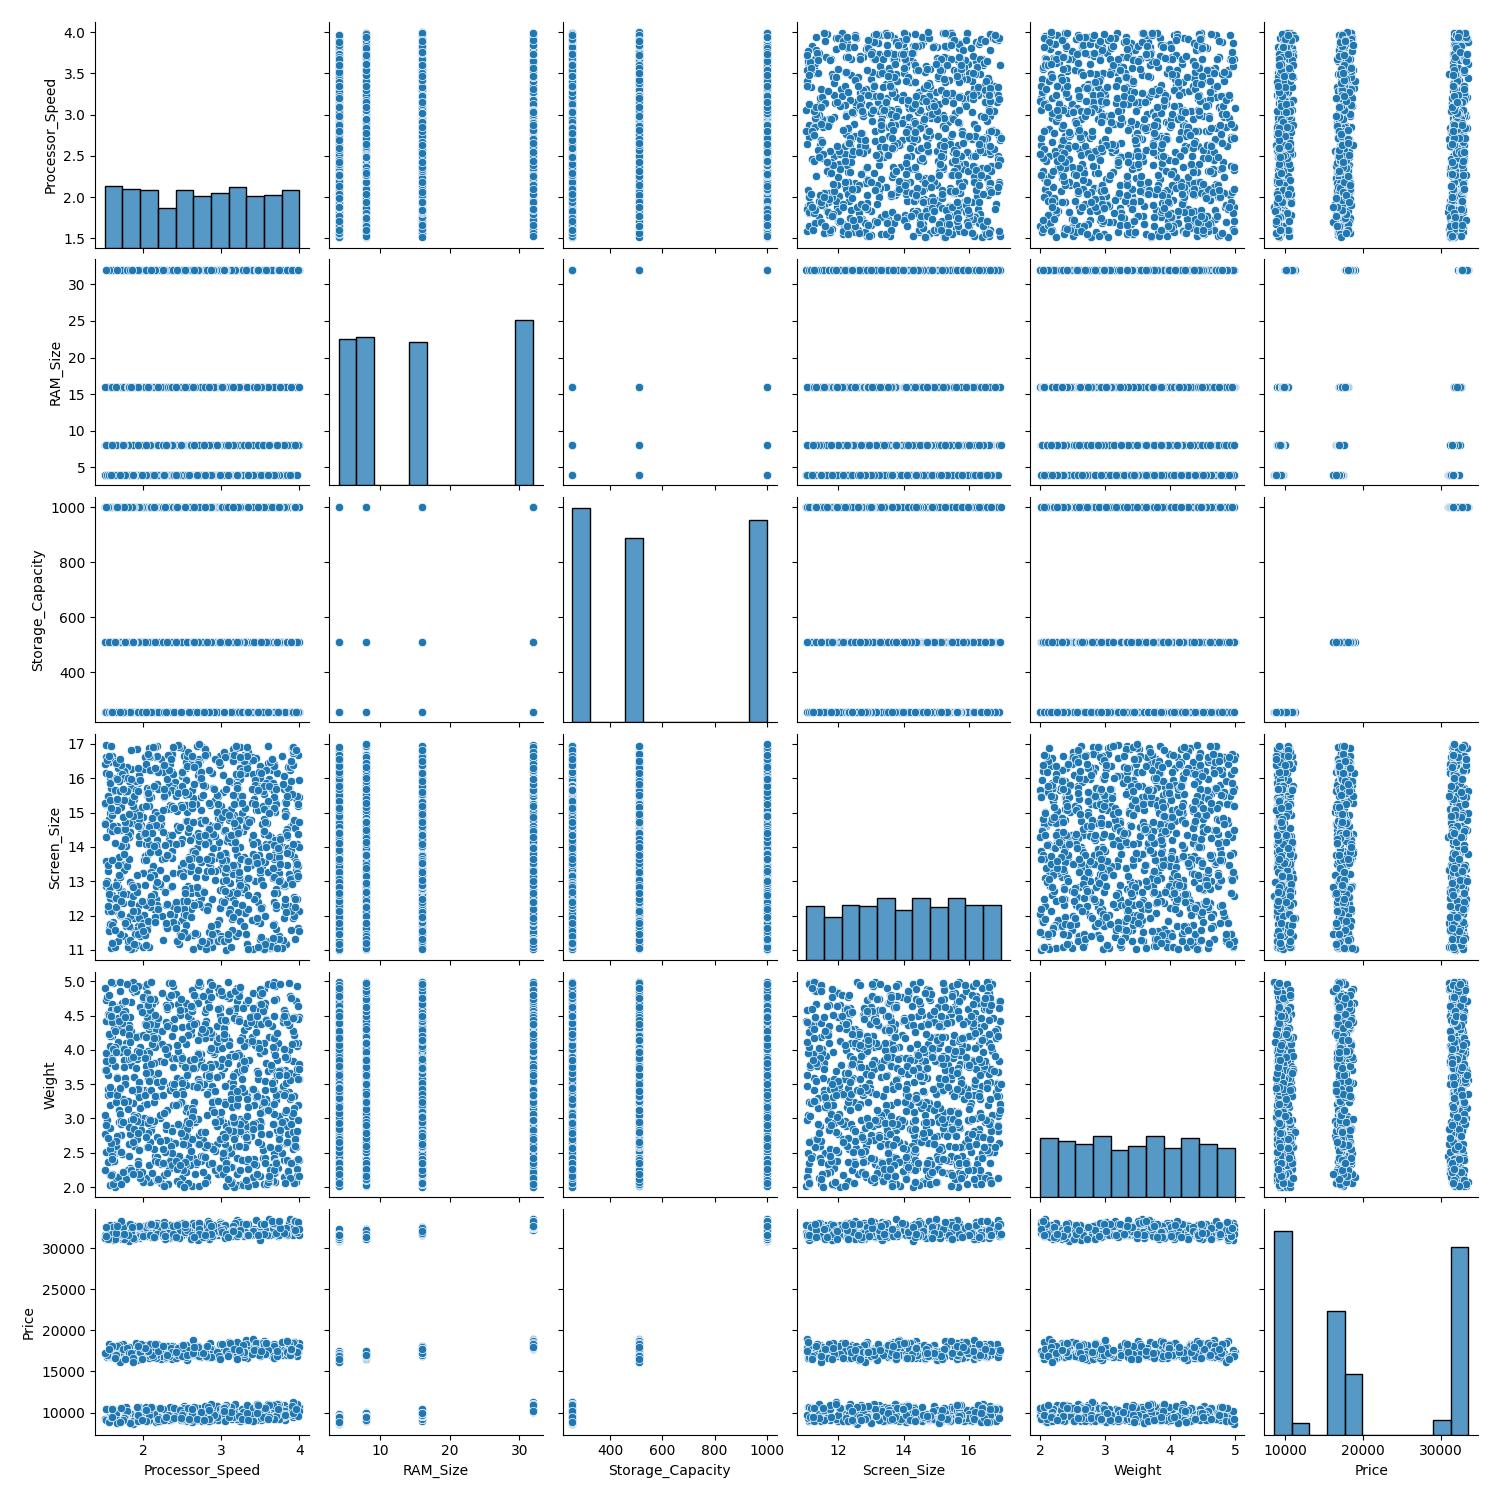 4.0
3.5
3.0
2.5
2.0
1.5
Processor_Speed
30
25
20
15
10
5
RAM_Size
1000
800
600
400
Storage_Capacity
17
16
15
14
13
12
11
Screen_Size
5.0
4.5
4.0
3.5
3.0
2.5
2.0
Weight
30000
25000
20000
15000
10000
Price
2 3 4
10 20 30
400 600 800 1000
12 14 16
2 3 4 5
10000 20000 30000
Processor_Speed
RAM_Size
Storage_Capacity
Screen_Size
Weight
Price